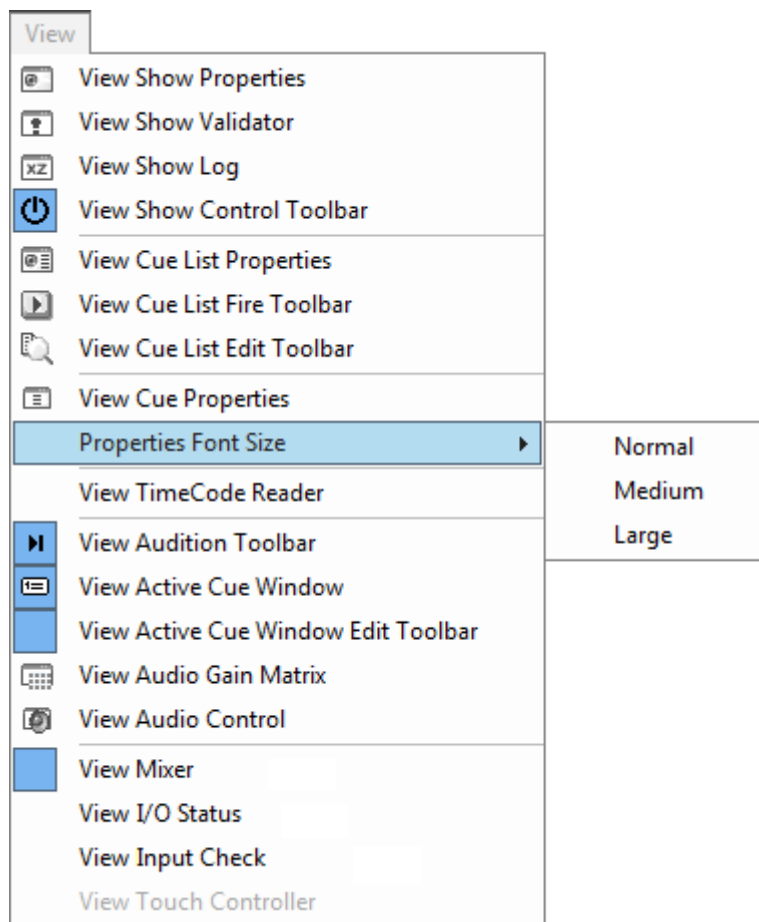 View
View Show Properties
View Show Validator
View Show Log
View Show Control Toolbar
View Cue List Properties
View Cue List Fire Toolbar
View Cue List Edit Toolbar
View Cue Properties
Properties Font Size
Normal
Medium
Large
View TimeCode Reader
View Audition Toolbar
View Active Cue Window
View Active Cue Window Edit Toolbar
View Audio Gain Matrix
View Audio Control
View Mixer
View I/O Status
View Input Check
View Touch Controller